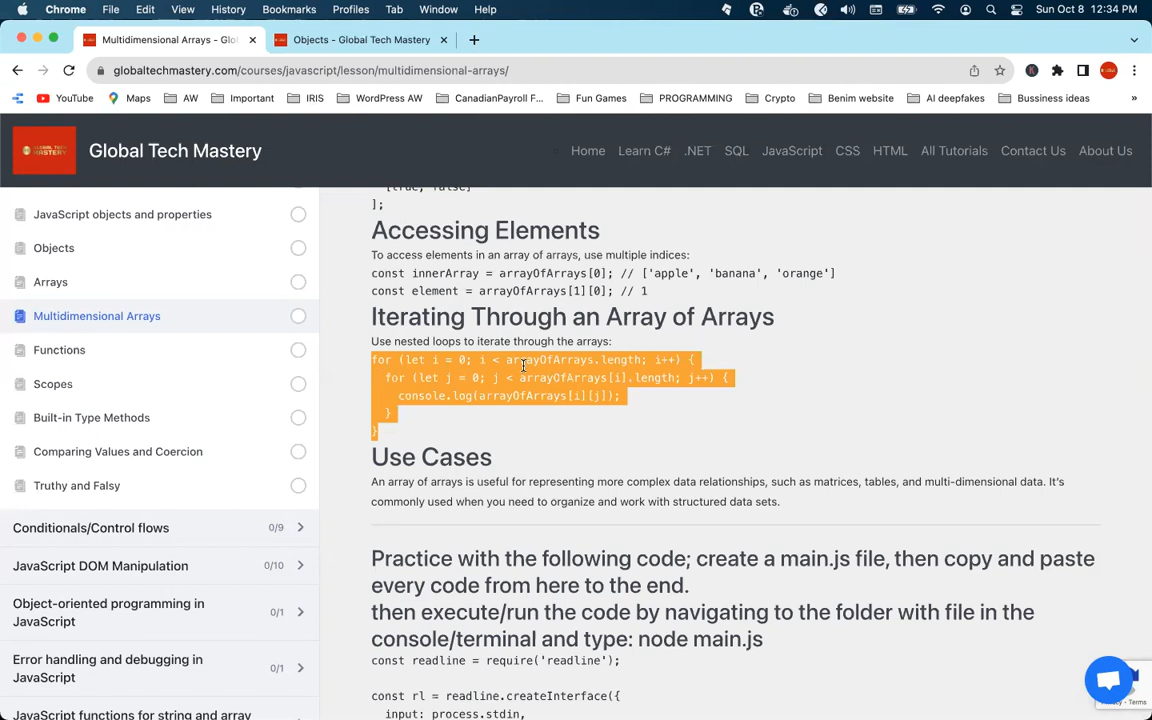 Chrome File Edit View History Bookmarks Profiles Tab Window Help Sun Oct 8 12:34 PM
Multidimensional Arrays - Glo Objects - Global Tech Mastery
globaltechmastery.com/courses/javascript/lesson/multidimensional-arrays/
YouTube Maps AW Important IRIS WordPress AW CanadianPayroll F... Fun Games PROGRAMMING Crypto Benim website AI deepfakes Bussiness ideas »
Global Tech Mastery Home Learn C# .NET SQL JavaScript CSS HTML All Tutorials Contact Us About Us
JavaScript objects and properties
Objects
Arrays
Multidimensional Arrays
Functions
Scopes
Built-in Type Methods
Comparing Values and Coercion
Truthy and Falsy
Conditionals/Control flows 0/9
JavaScript DOM Manipulation 0/10
Object-oriented programming in
JavaScript 0/1
Error handling and debugging in
JavaScript 0/1
JavaScript functions for string and array
[true, false]
];
Accessing Elements
To access elements in an array of arrays, use multiple indices:
const innerArray = arrayOfArrays[0]; // ['apple', 'banana', 'orange']
const element = arrayOfArrays[1][0]; // 1
Iterating Through an Array of Arrays
Use nested loops to iterate through the arrays:
for (let i = 0; i < arrayOfArrays.length; i++) {
for (let j = 0; j < arrayOfArrays[i].length; j++) {
console.log(arrayOfArrays[i][j]);
}
}
Use Cases
An array of arrays is useful for representing more complex data relationships, such as matrices, tables, and multi-dimensional data. It's
commonly used when you need to organize and work with structured data sets.
Practice with the following code; create a main.js file, then copy and paste
every code from here to the end.
then execute/run the code by navigating to the folder with file in the
console/terminal and type: node main.js
const readline = require('readline');
const rl = readline.createInterface({
input: process.stdin,
Terms